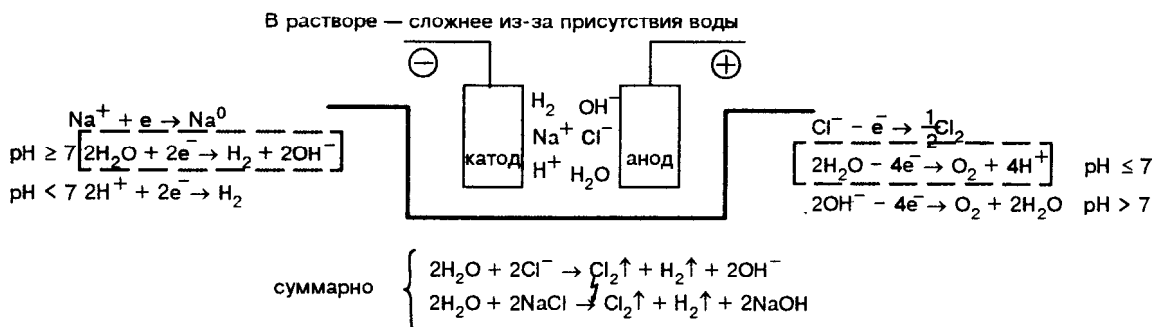 В растворе — сложнее из-за присутствия воды
− +
Na⁺ + e → Na⁰
pH ≥ 7 2H₂O + 2e⁻ → H₂ + 2OH⁻
pH < 7 2H⁺ + 2e⁻ → H₂
катод
H₂ OH⁻
Na⁺ Cl⁻
H⁺ H₂O
анод
Cl⁻ − e⁻ → ½Cl₂
2H₂O − 4e⁻ → O₂ + 4H⁺ pH ≤ 7
2OH⁻ − 4e⁻ → O₂ + 2H₂O pH > 7
суммарно
2H₂O + 2Cl⁻ → Cl₂↑ + H₂↑ + 2OH⁻
2H₂O + 2NaCl → Cl₂↑ + H₂↑ + 2NaOH